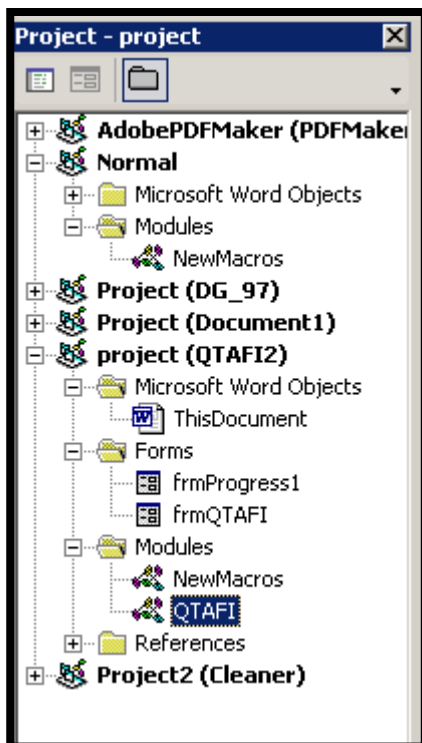 Project - project
AdobePDFMaker (PDFMaker
Normal
Microsoft Word Objects
Modules
NewMacros
Project (DG_97)
Project (Document1)
project (QTAFI2)
Microsoft Word Objects
ThisDocument
Forms
frmProgress1
frmQTAFI
Modules
NewMacros
QTAFI
References
Project2 (Cleaner)